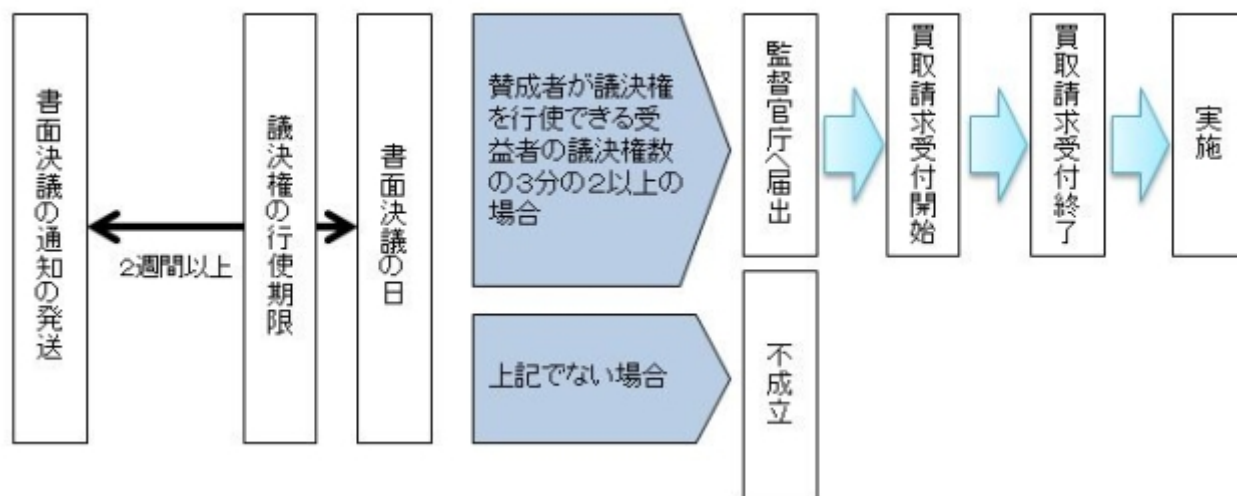 書面決議の通知の発送
2週間以上
議決権の行使期限
書面決議の日
賛成者が議決権
を行使できる受
益者の議決権数
の3分の2以上の
場合
監督官庁へ届出
買取請求受付開始
買取請求受付終了
実施
上記でない場合
不成立